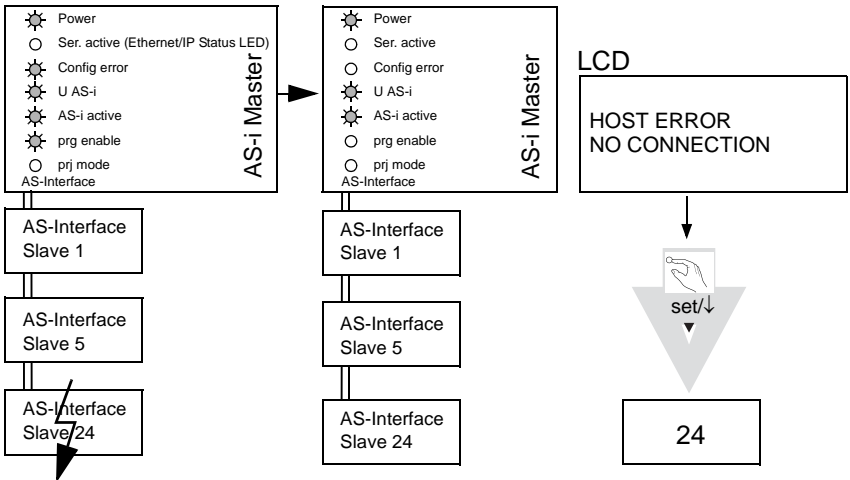 Power
Ser. active (Ethernet/IP Status LED)
Config error
U AS-i
AS-i active
prg enable
prj mode
AS-Interface
AS-i Master
AS-Interface
Slave 1
AS-Interface
Slave 5
AS-Interface
Slave 24
Power
Ser. active
Config error
U AS-i
AS-i active
prg enable
prj mode
AS-Interface
AS-i Master
AS-Interface
Slave 1
AS-Interface
Slave 5
AS-Interface
Slave 24
LCD
HOST ERROR
NO CONNECTION
set/↓
24